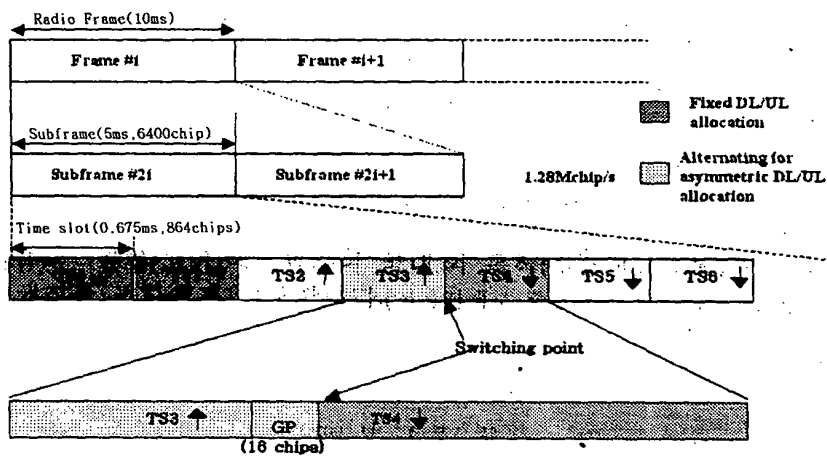 Radio Frame(10ms)
Frame #i
Frame #i+1
Fixed DL/UL
allocation
Subframe(5ms,6400chip)
Subframe #2i
Subframe #2i+1
1.28Mchip/s
Alternating for
asymmetric DL/UL
allocation
Time slot(0.675ms,864chips)
TS2
TS3
TS4
TS5
TS6
Switching point
TS3
GP
(16 chips)
TS4